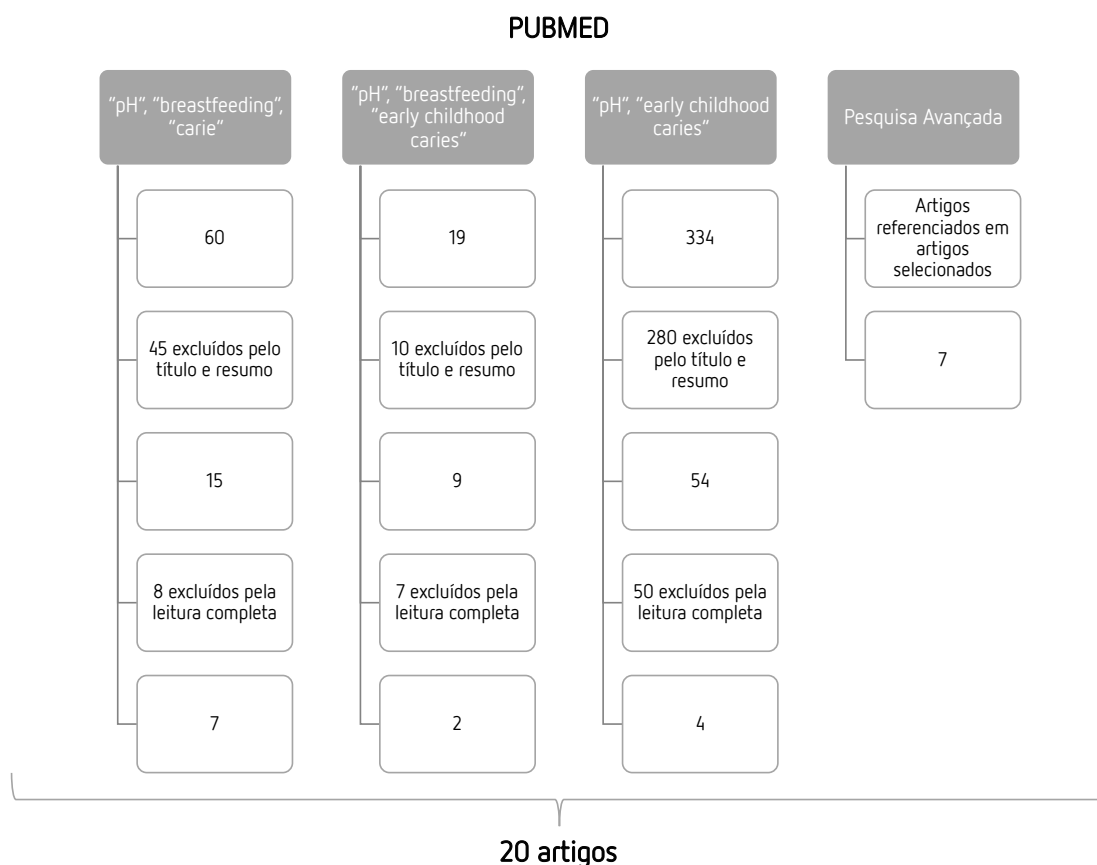 PUBMED
"pH", "breastfeeding",
"carie"
60
45 excluídos pelo
título e resumo
15
8 excluídos pela
leitura completa
7
"pH", "breastfeeding",
"early childhood
caries"
19
10 excluídos pelo
título e resumo
9
7 excluídos pela
leitura completa
2
"pH", "early childhood
caries"
334
280 excluídos
pelo título e
resumo
54
50 excluídos pela
leitura completa
4
Pesquisa Avançada
Artigos
referenciados em
artigos
selecionados
7
20 artigos